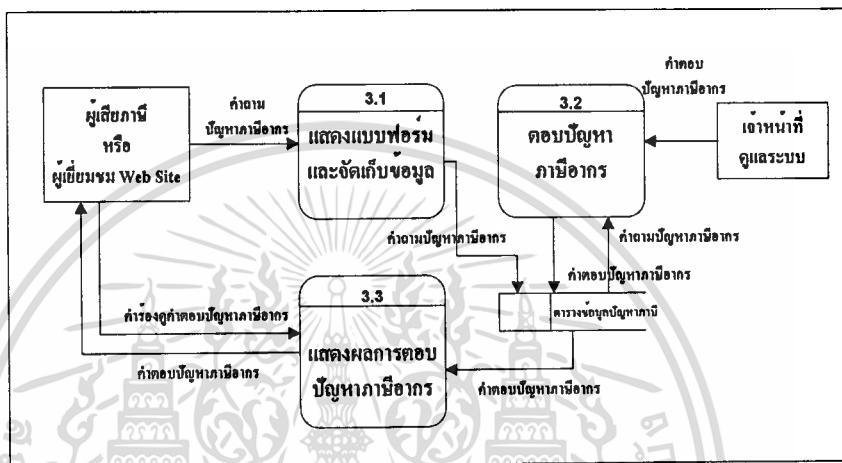 ผู้เสียภาษี
หรือ
ผู้เยี่ยมชม Web Site
คำถาม
ปัญหาภาษีอากร
3.1
แสดงแบบฟอร์ม
และจัดเก็บข้อมูล
3.2
ตอบปัญหา
ภาษีอากร
คำตอบ
ปัญหาภาษีอากร
เจ้าหน้าที่
ดูแลระบบ
คำถามปัญหาภาษีอากร
คำถามปัญหาภาษีอากร
คำตอบปัญหาภาษีอากร
ตารางข้อมูลปัญหาภาษี
คำร้องดูคำตอบปัญหาภาษีอากร
คำตอบปัญหาภาษีอากร
3.3
แสดงผลการตอบ
ปัญหาภาษีอากร
คำตอบปัญหาภาษีอากร